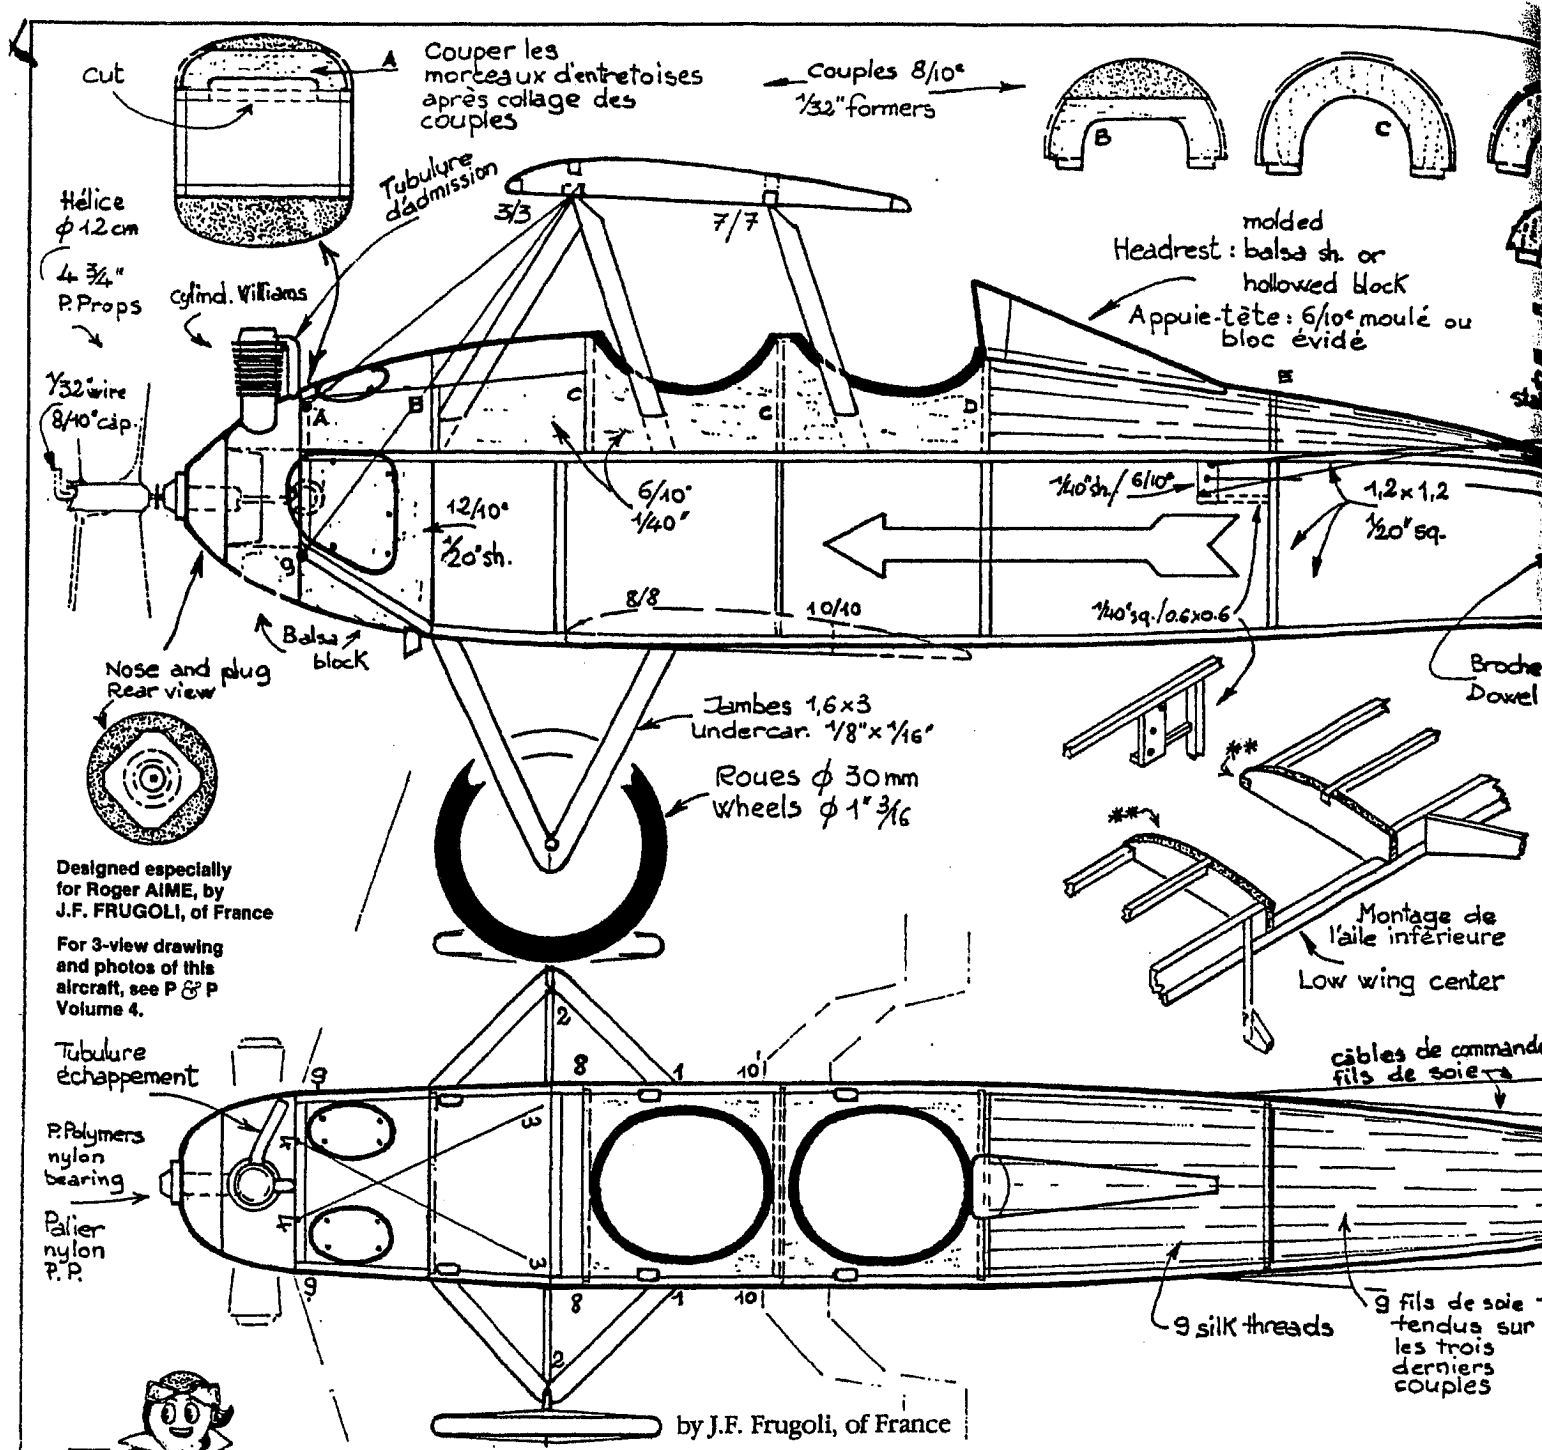 cut
A
Couper les
morceaux d'entretoises
après collage des
couples
Couples 8/10e
1/32" formers
B
C
Tubulure
d'admission
Hélice
ϕ 12 cm
4 3/4"
P. Props
cylind. Williams
3/3
7/7
molded
Headrest : balsa sh. or
hollowed block
Appuie-tête : 6/10e moulé ou
bloc évidé
1/32" wire
8/10e cap.
A
B
C
C
D
E
12/10e
1/20" sh.
6/10e
1/40"
1/40" sh. / 6/10e
1,2 x 1,2
1/20" sq.
9
8/8
10/10
1/40" sq. / 0.6x0.6
Balsa
block
Nose and plug
Rear view
Broche
Dowel
Jambes 1,6 x 3
undercar. 1/8" x 1/16"
Roues ϕ 30 mm
wheels ϕ 1" 3/16
**
**
Designed especially
for Roger AIME, by
J.F. FRUGOLI, of France
For 3-view drawing
and photos of this
aircraft, see P & P
Volume 4.
Montage de
l'aile inférieure
Low wing center
Tubulure
échappement
câbles de commande
fils de soie
P. Polymers
nylon
bearing
Palier
nylon
P.P.
9
2
8
1
10
4
3
4
3
9
8
1
10
2
9 silk threads
9 fils de soie
tendus sur
les trois
derniers
couples
by J.F. Frugoli, of France